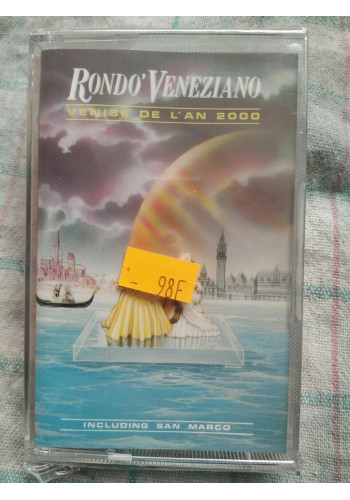 RONDO' VENEZIANO
VENISE DE L'AN 2000
- 98F
INCLUDING SAN MARCO